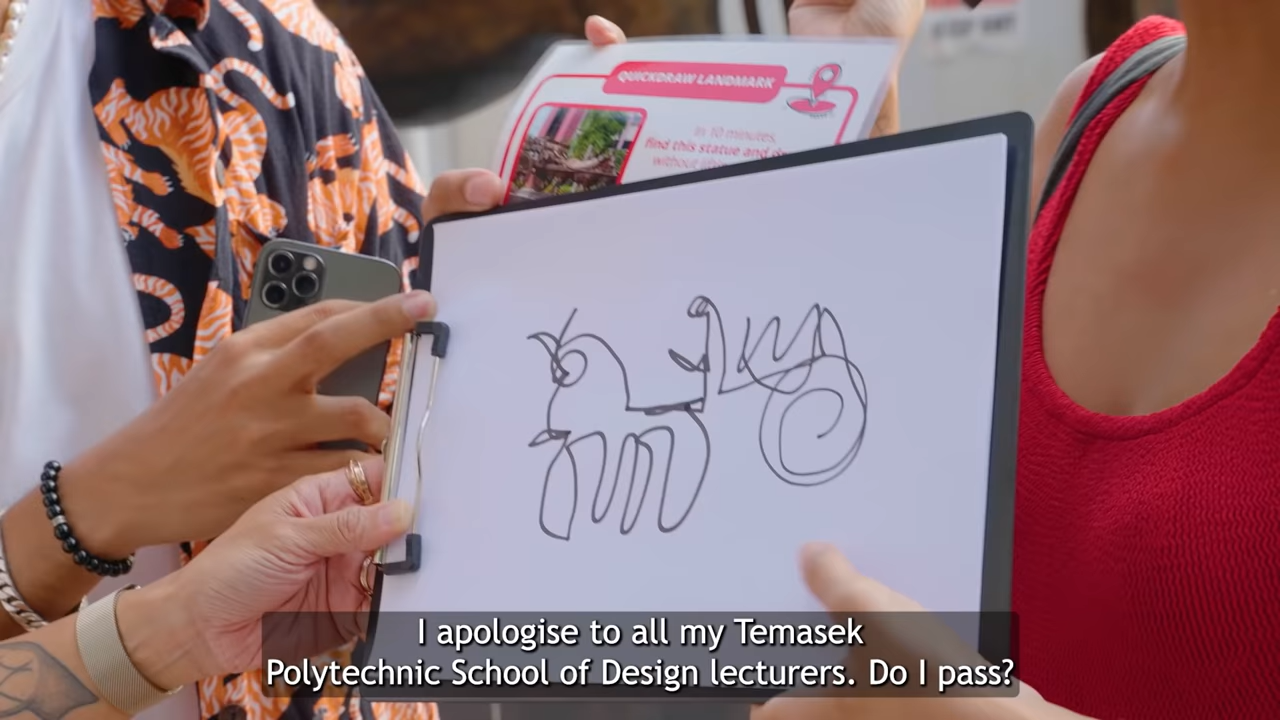 QUICKDRAW LANDMARK
In 10 minutes,
find this statue and
without
I apologise to all my Temasek
Polytechnic School of Design lecturers. Do I pass?